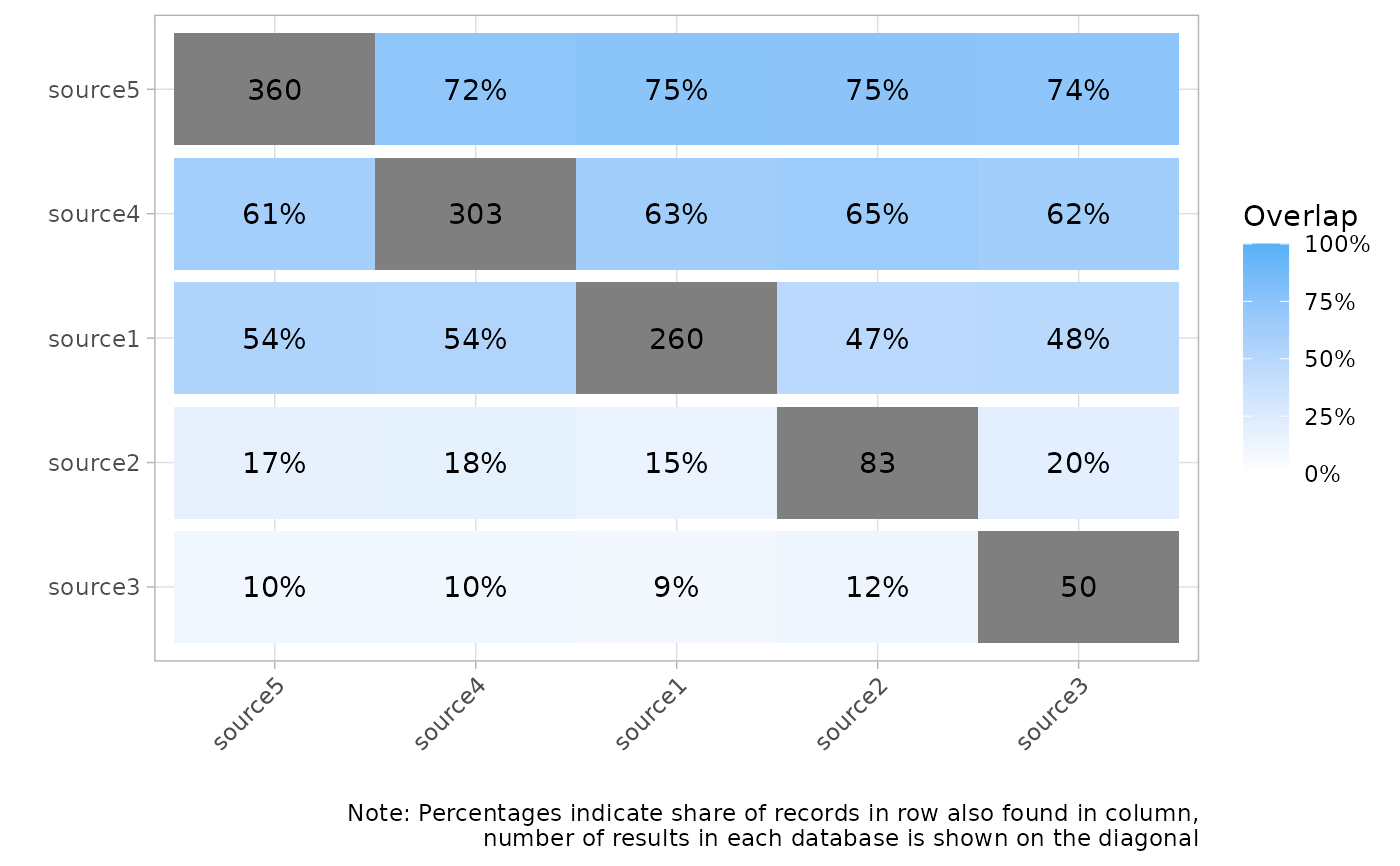 source5 360 72% 75% 75% 74%
source4 61% 303 63% 65% 62%
source1 54% 54% 260 47% 48%
source2 17% 18% 15% 83 20%
source3 10% 10% 9% 12% 50
source5 source4 source1 source2 source3
Overlap
100%
75%
50%
25%
0%
Note: Percentages indicate share of records in row also found in column,
number of results in each database is shown on the diagonal